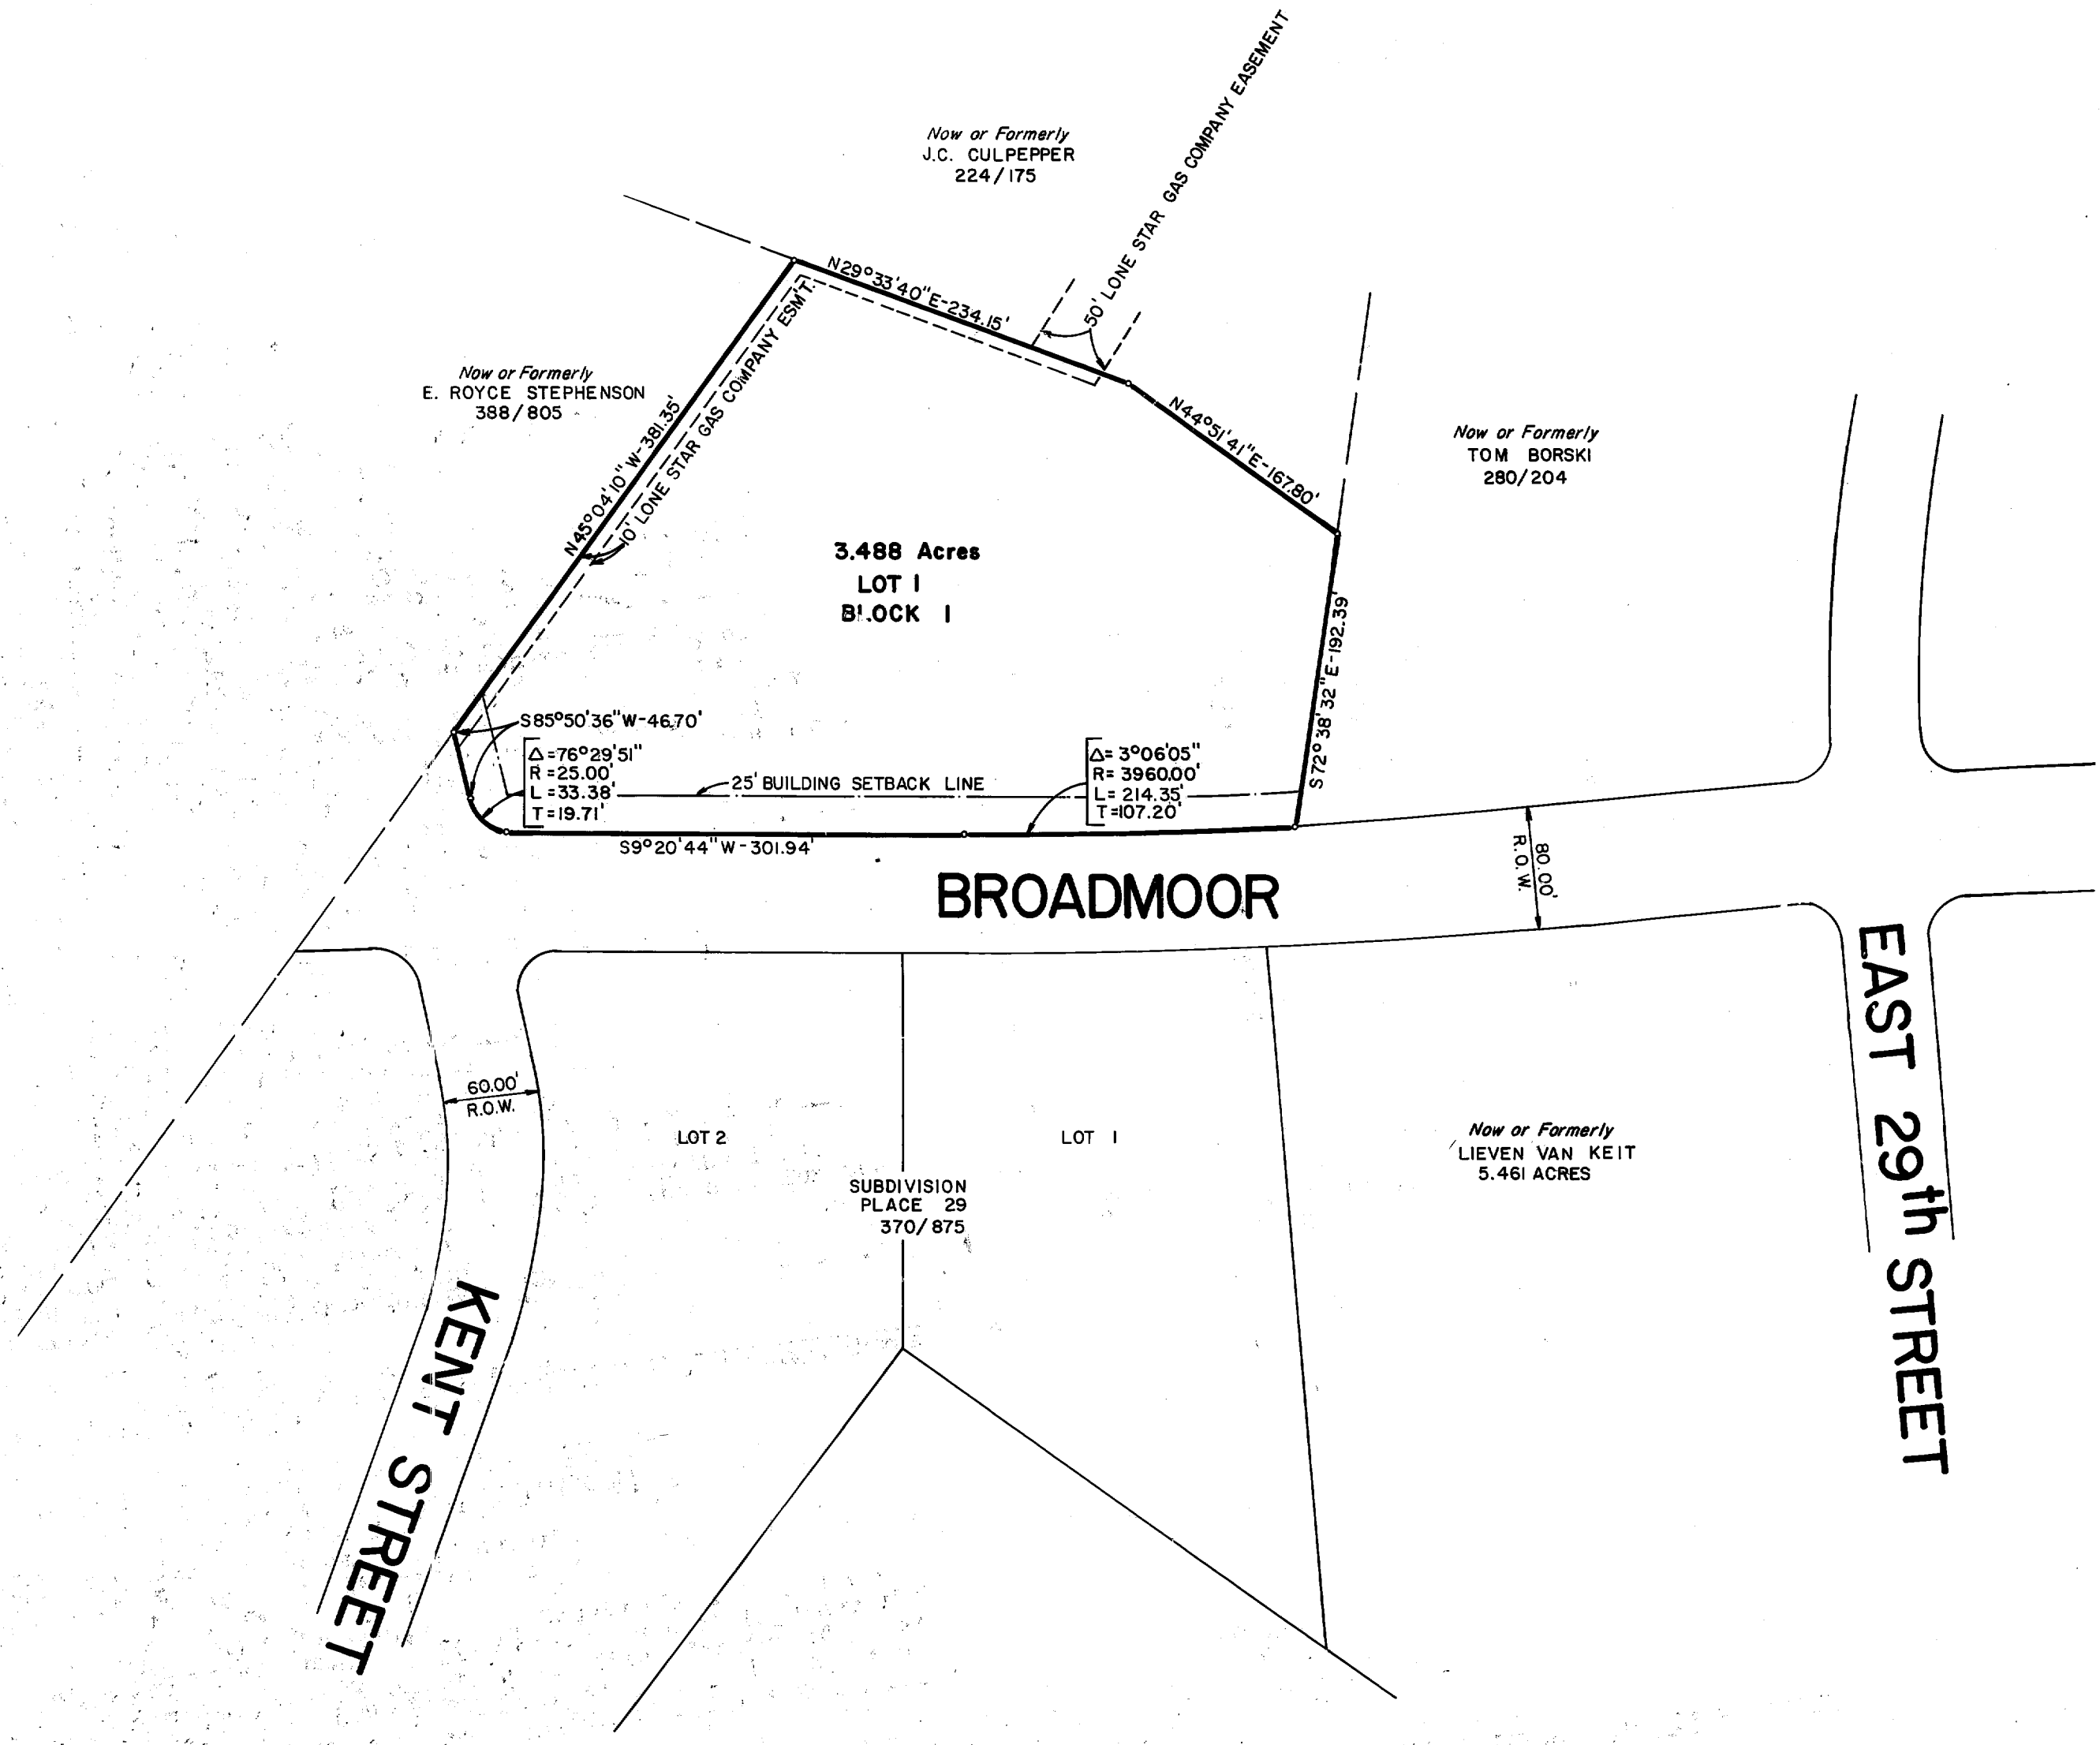 50' LONE STAR GAS COMPANY EASEMENT
Now or Formerly
J.C. CULPEPPER
224/175
N29°33'40"E-234.15'
Now or Formerly
E. ROYCE STEPHENSON
388/805
N45°04'10"W-381.35'
10' LONE STAR GAS COMPANY ESM'T.
N44°51'41"E-167.80'
Now or Formerly
TOM BORSKI
280/204
3.488 Acres
LOT 1
BLOCK 1
S72°38'32"E-192.39'
S85°50'36"W-46.70'
Δ=76°29'51"
R=25.00'
L=33.38'
T=19.71'
25' BUILDING SETBACK LINE
Δ=3°06'05"
R=3960.00'
L=214.35'
T=107.20'
S9°20'44"W-301.94'
BROADMOOR
80.00'
R.O.W.
EAST 29th STREET
60.00'
R.O.W.
LOT 2
LOT 1
SUBDIVISION
PLACE 29
370/875
Now or Formerly
LIEVEN VAN KEIT
5.461 ACRES
KENT STREET